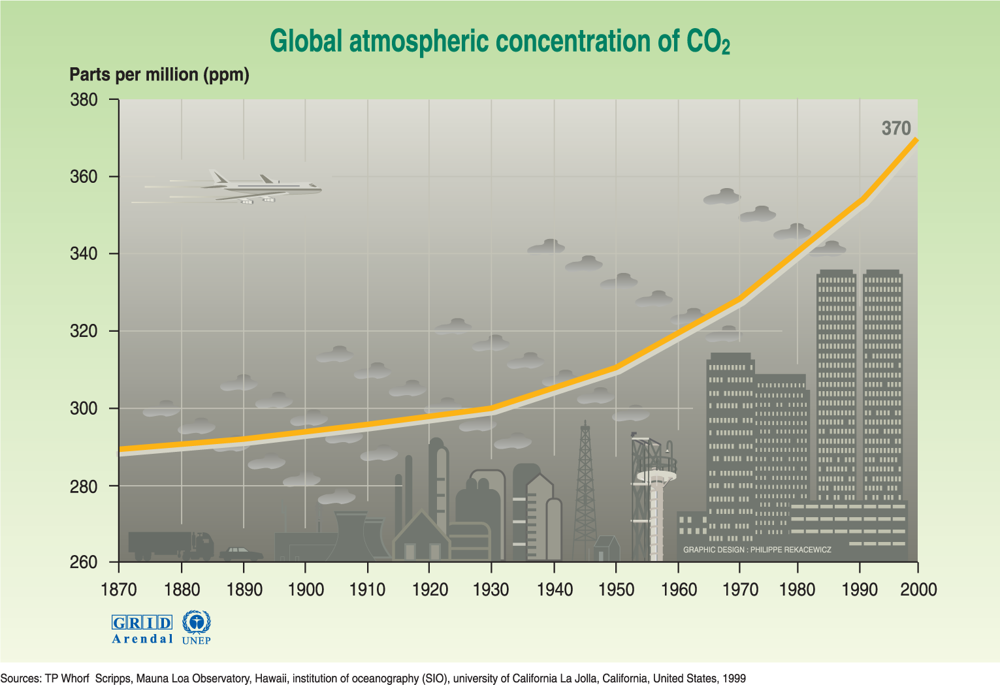 Global atmospheric concentration of CO₂
Parts per million (ppm)
380
370
360
340
320
300
280
260
GRAPHIC DESIGN : PHILIPPE REKACEWICZ
1870 1880 1890 1900 1910 1920 1930 1940 1950 1960 1970 1980 1990 2000
GRID
Arendal
UNEP
Sources: TP Whorf Scripps, Mauna Loa Observatory, Hawaii, institution of oceanography (SIO), university of California La Jolla, California, United States, 1999